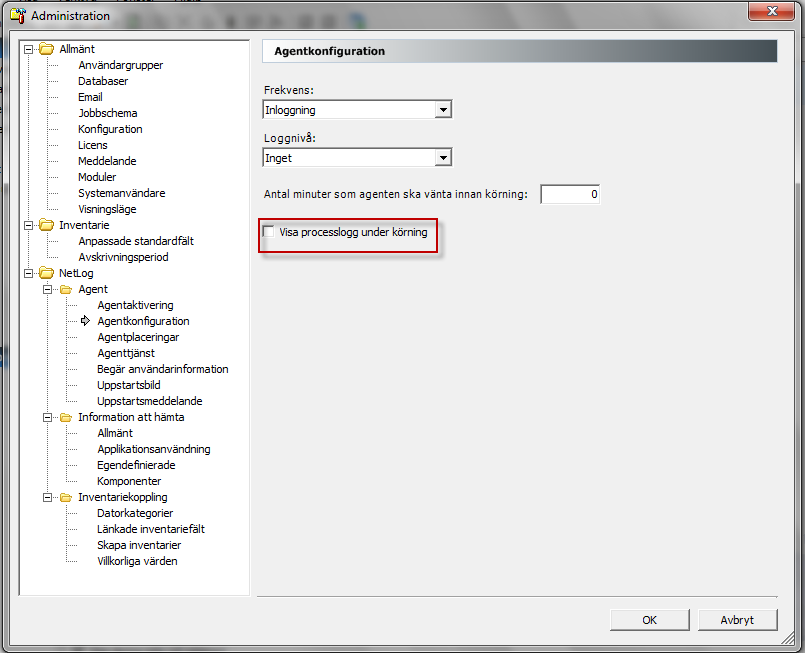 Administration
Allmänt
Användargrupper
Databaser
Email
Jobbschema
Konfiguration
Licens
Meddelande
Moduler
Systemanvändare
Visningsläge
Inventarie
Anpassade standardfält
Avskrivningsperiod
NetLog
Agent
Agentaktivering
Agentkonfiguration
Agentplaceringar
Agenttjänst
Begär användarinformation
Uppstartsbild
Uppstartsmeddelande
Information att hämta
Allmänt
Applikationsanvändning
Egendefinierade
Komponenter
Inventariekoppling
Datorkategorier
Länkade inventariefält
Skapa inventarier
Villkorliga värden
Agentkonfiguration
Frekvens:
Inloggning
Loggnivå:
Inget
Antal minuter som agenten ska vänta innan körning: 0
Visa processlogg under körning
OK Avbryt